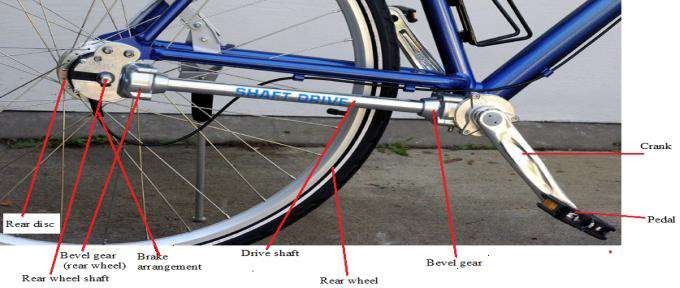 SHAFT DRIVE
Crank
Pedal
Rear disc
Bevel gear
(rear wheel)
Brake
arrangement
Drive shaft
Bevel gear
Rear wheel shaft
Rear wheel